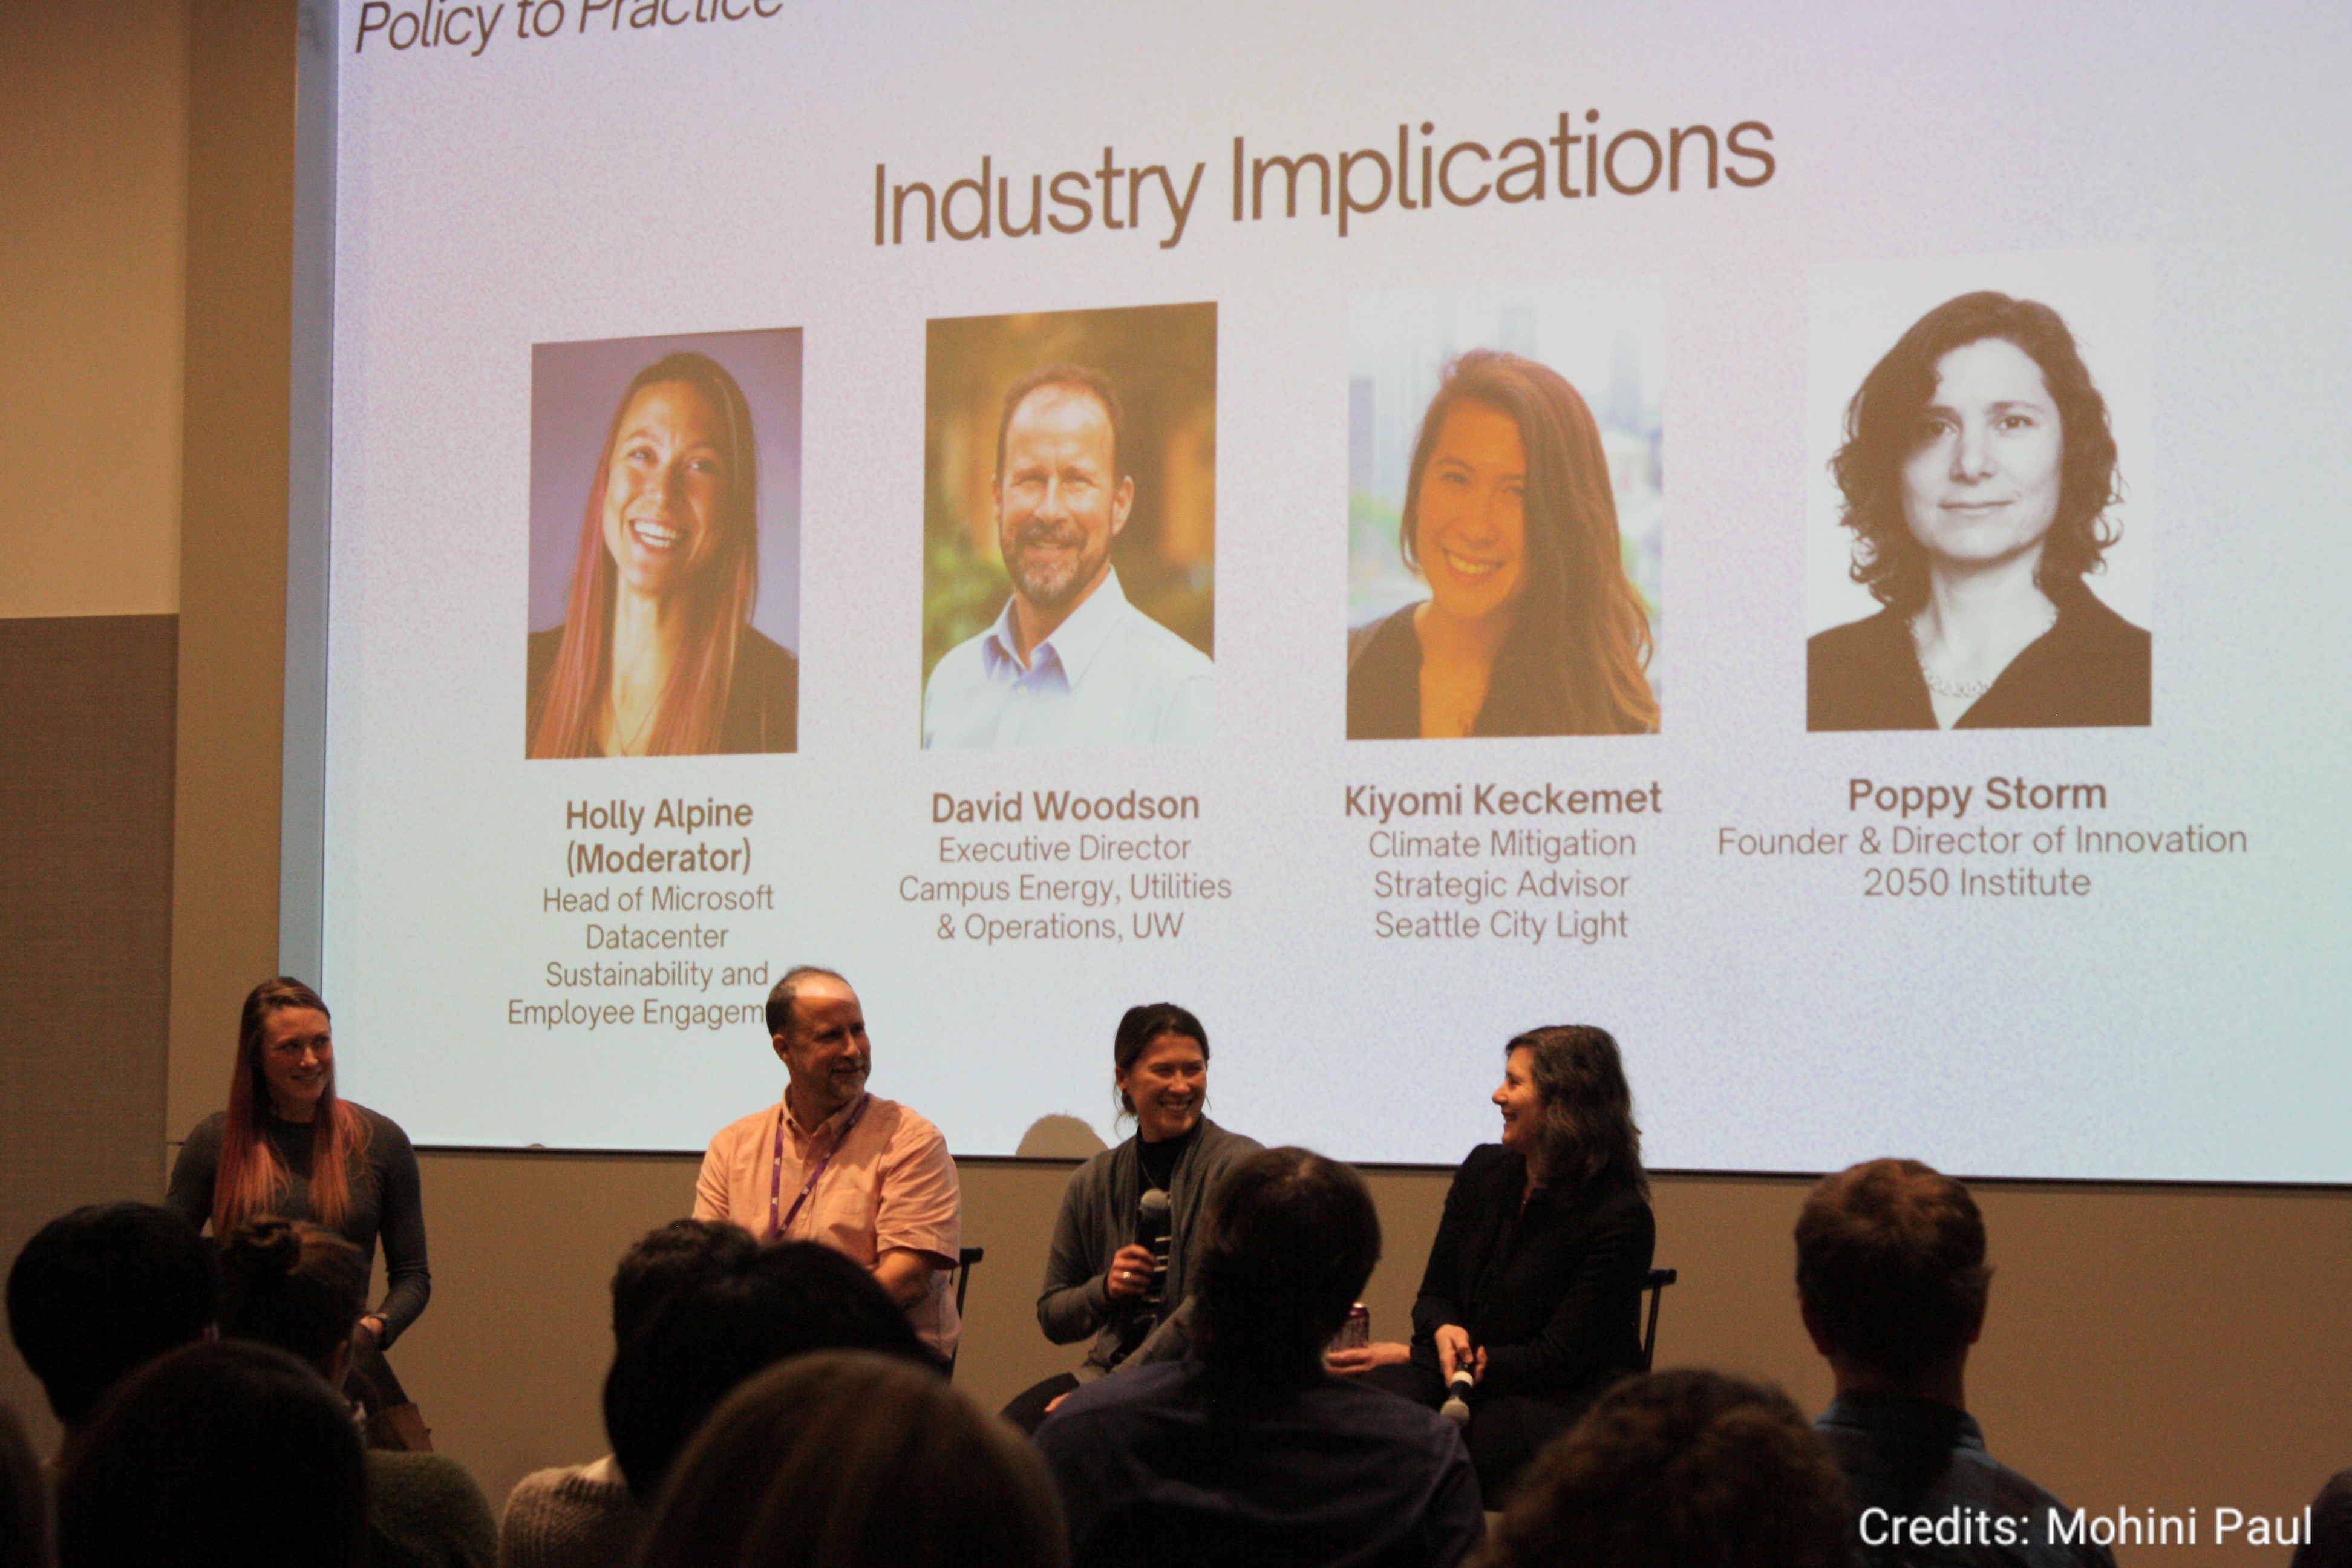 Policy to Practice
Industry Implications
Holly Alpine
(Moderator)
Head of Microsoft
Datacenter
Sustainability and
Employee Engagem
David Woodson
Executive Director
Campus Energy, Utilities
& Operations, UW
Kiyomi Keckemet
Climate Mitigation
Strategic Advisor
Seattle City Light
Poppy Storm
Founder & Director of Innovation
2050 Institute
Credits: Mohini Paul